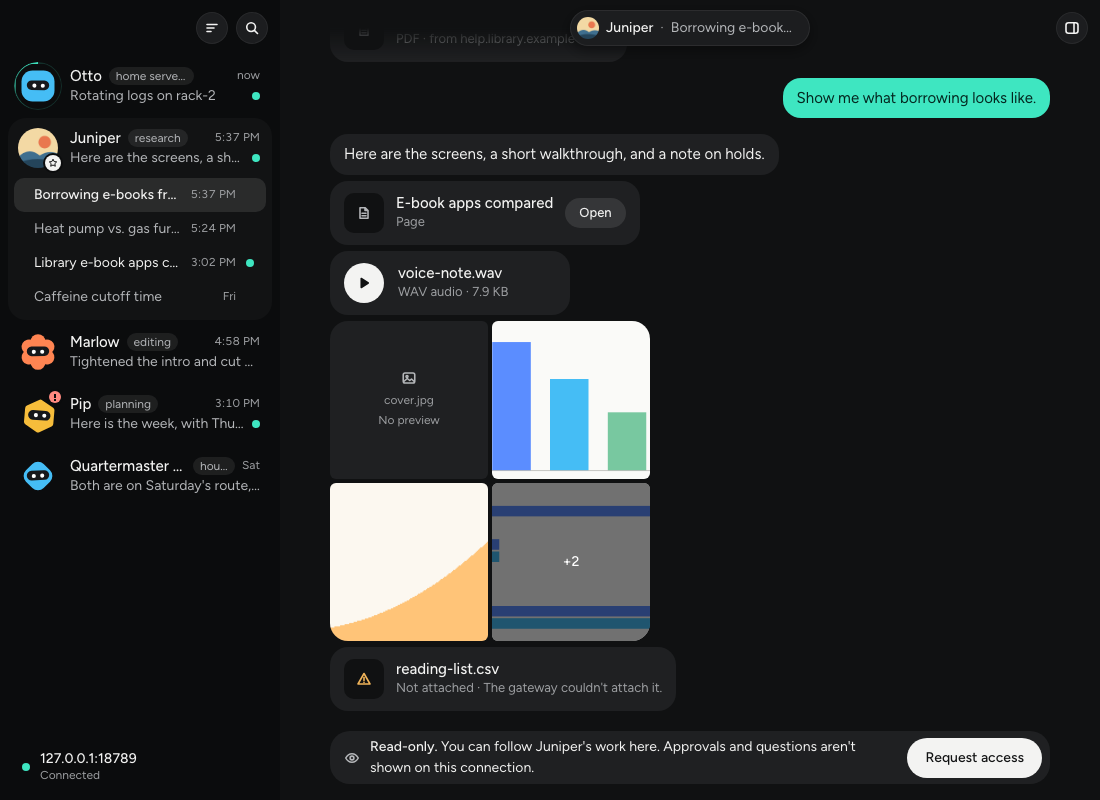 Otto home serve... now
Rotating logs on rack-2
Juniper research 5:37 PM
Here are the screens, a sh...
Borrowing e-books fr... 5:37 PM
Heat pump vs. gas fur... 5:24 PM
Library e-book apps c... 3:02 PM
Caffeine cutoff time Fri
Marlow editing 4:58 PM
Tightened the intro and cut ...
Pip planning 3:10 PM
Here is the week, with Thu...
Quartermaster ... hou... Sat
Both are on Saturday's route,...
127.0.0.1:18789
Connected
Juniper · Borrowing e-book...
PDF · from help.library.example
Show me what borrowing looks like.
Here are the screens, a short walkthrough, and a note on holds.
E-book apps compared
Page
Open
voice-note.wav
WAV audio · 7.9 KB
cover.jpg
No preview
+2
reading-list.csv
Not attached · The gateway couldn't attach it.
Read-only. You can follow Juniper's work here. Approvals and questions aren't
shown on this connection.
Request access